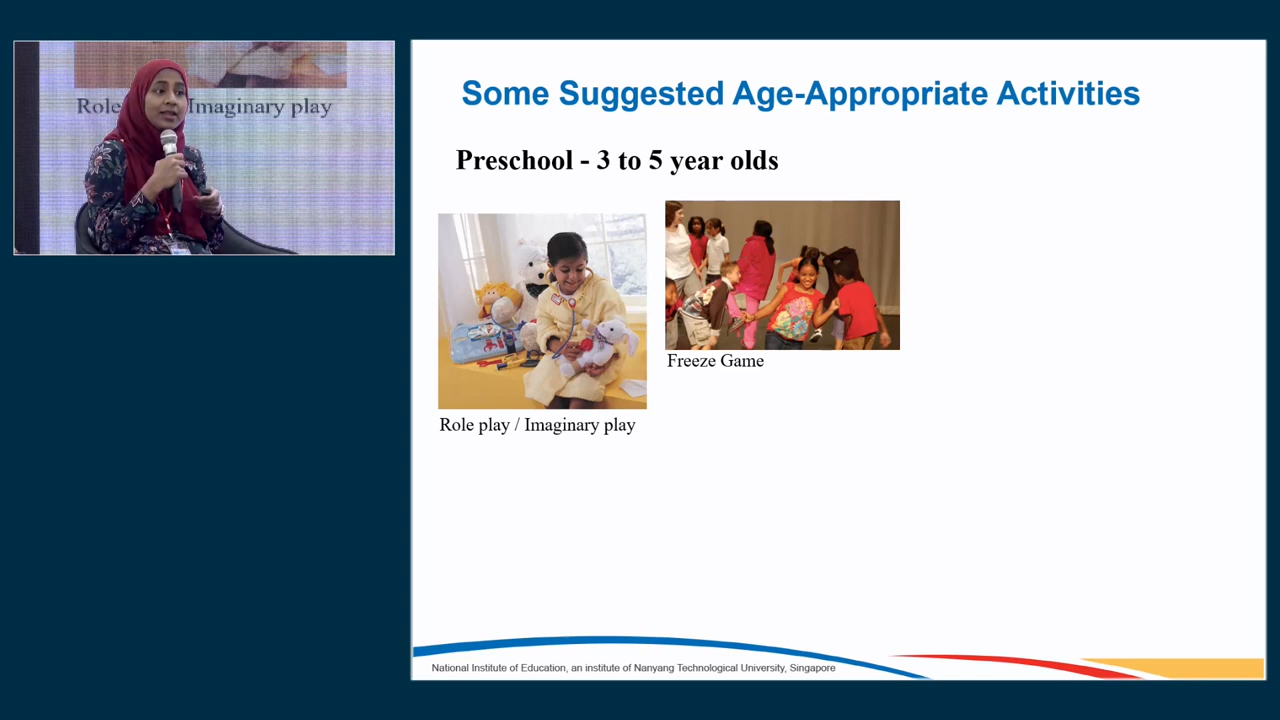 Role Imaginary play
Some Suggested Age-Appropriate Activities
Preschool - 3 to 5 year olds
Freeze Game
Role play / Imaginary play
National Institute of Education, an institute of Nanyang Technological University, Singapore